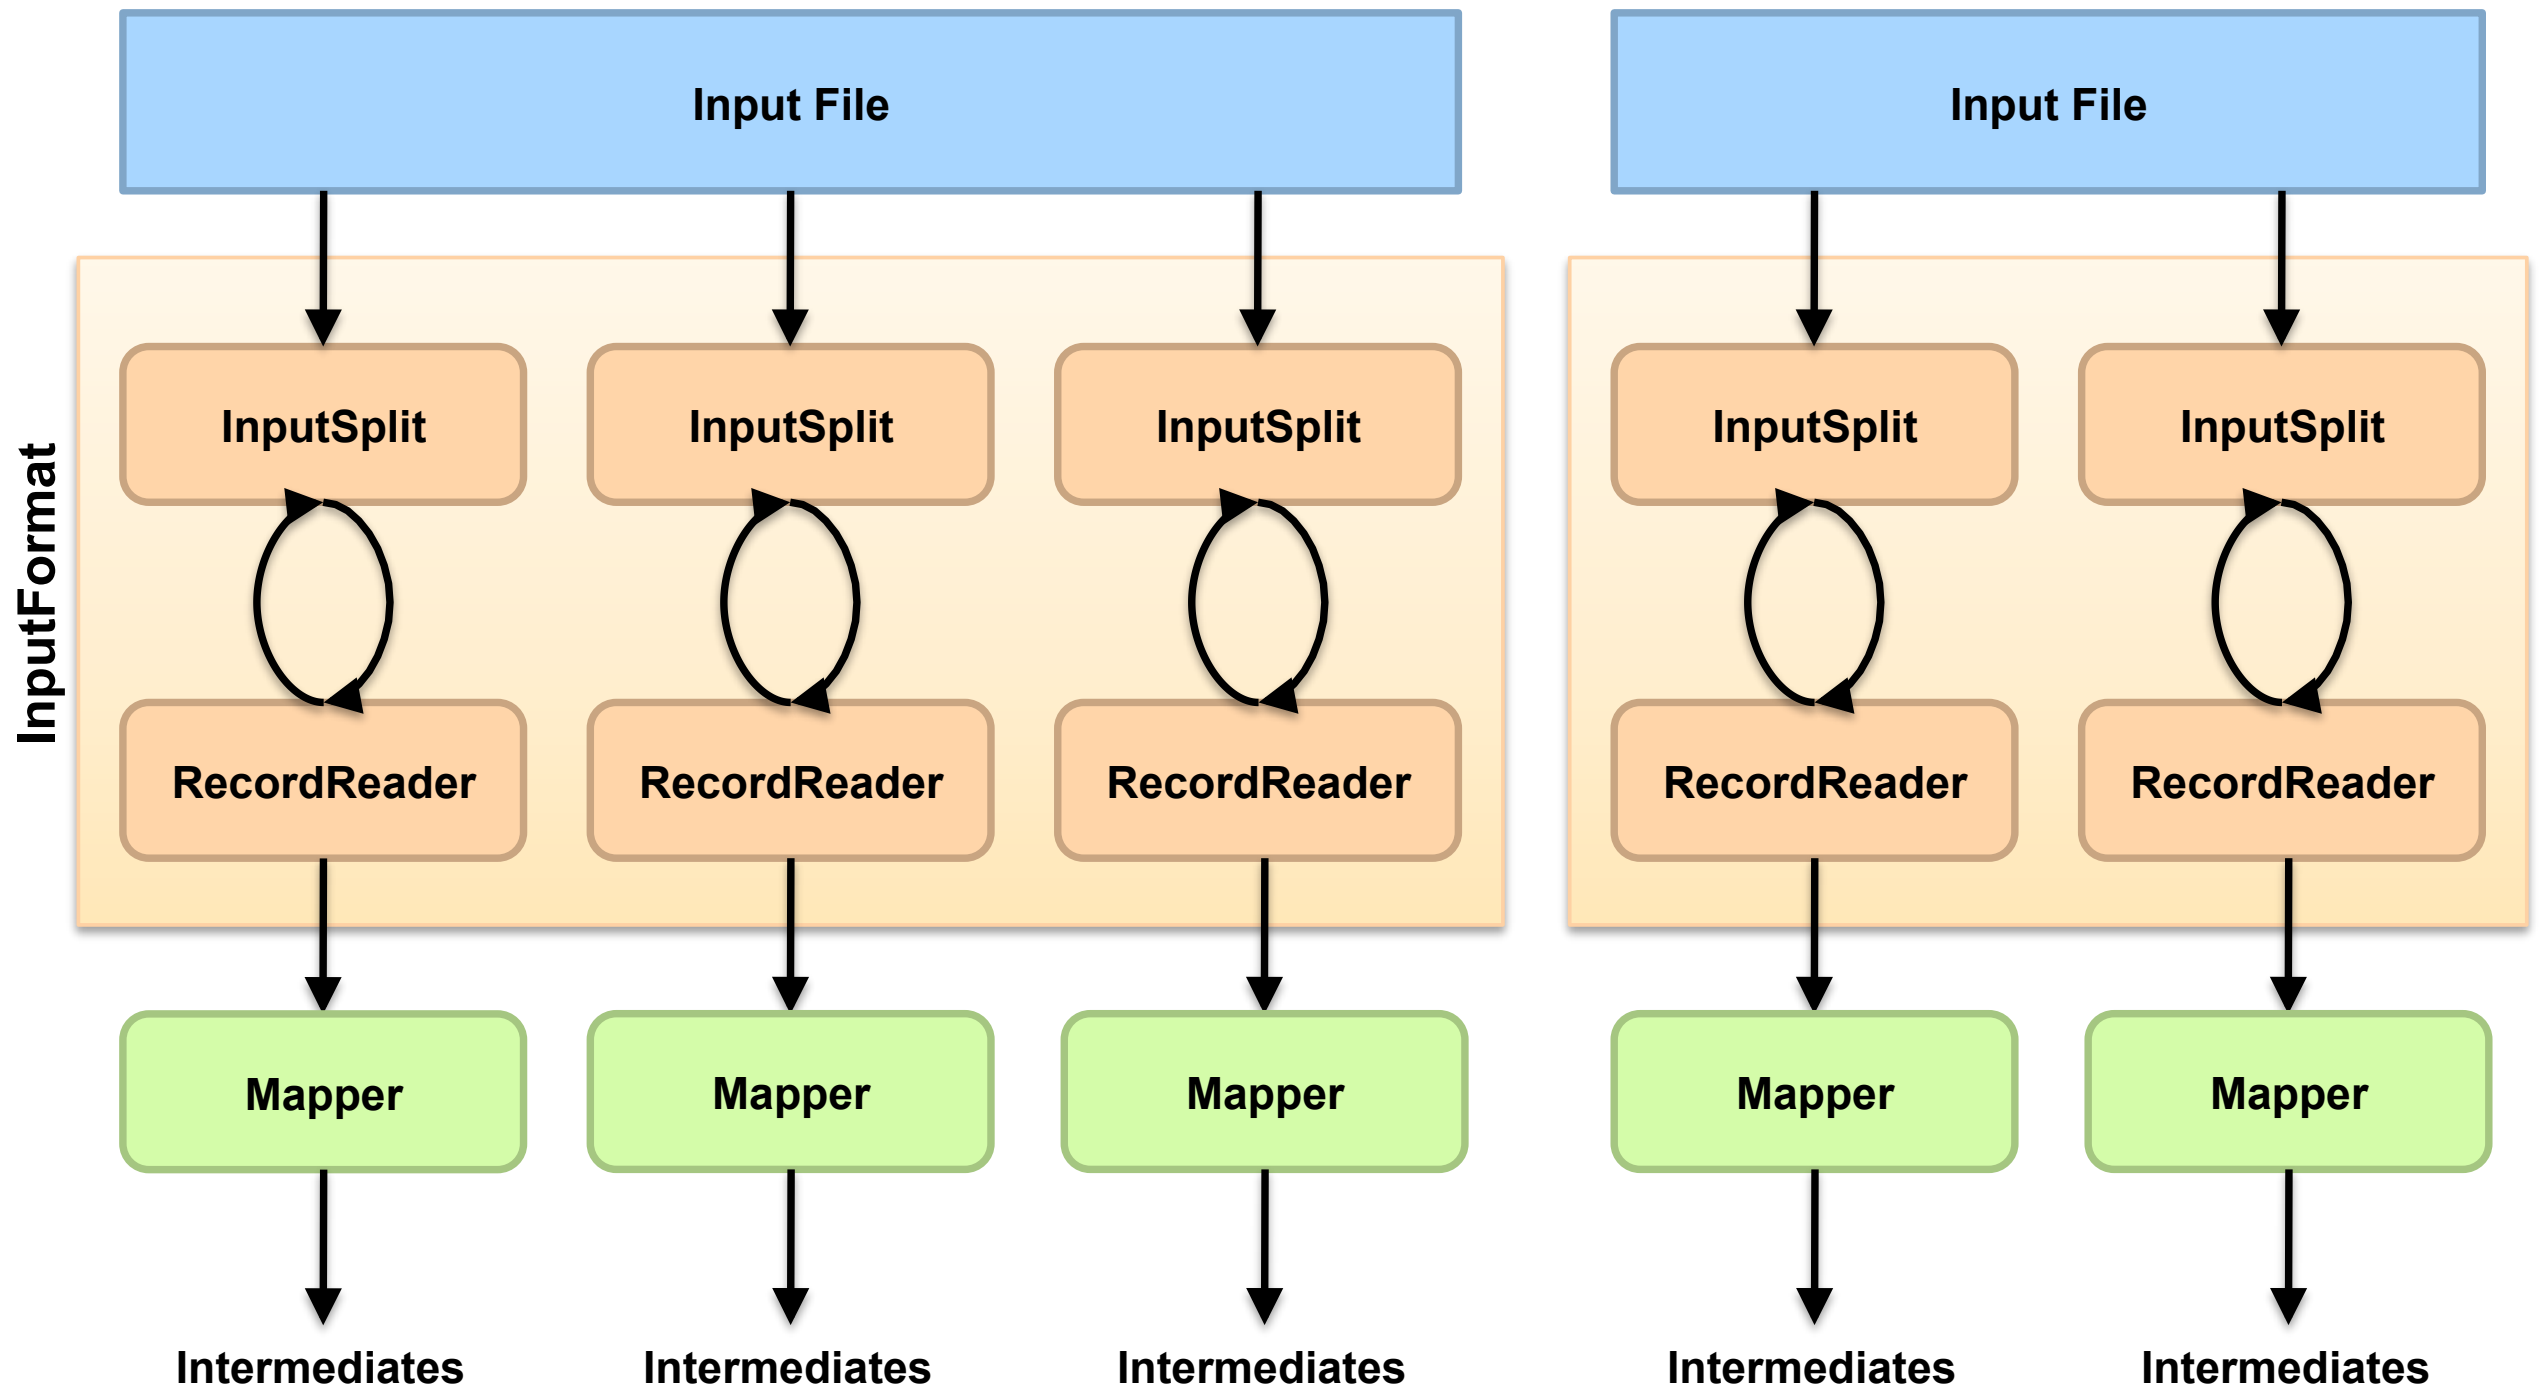 Input File
Input File
InputFormat
InputSplit
InputSplit
InputSplit
InputSplit
InputSplit
RecordReader
RecordReader
RecordReader
RecordReader
RecordReader
Mapper
Mapper
Mapper
Mapper
Mapper
Intermediates
Intermediates
Intermediates
Intermediates
Intermediates